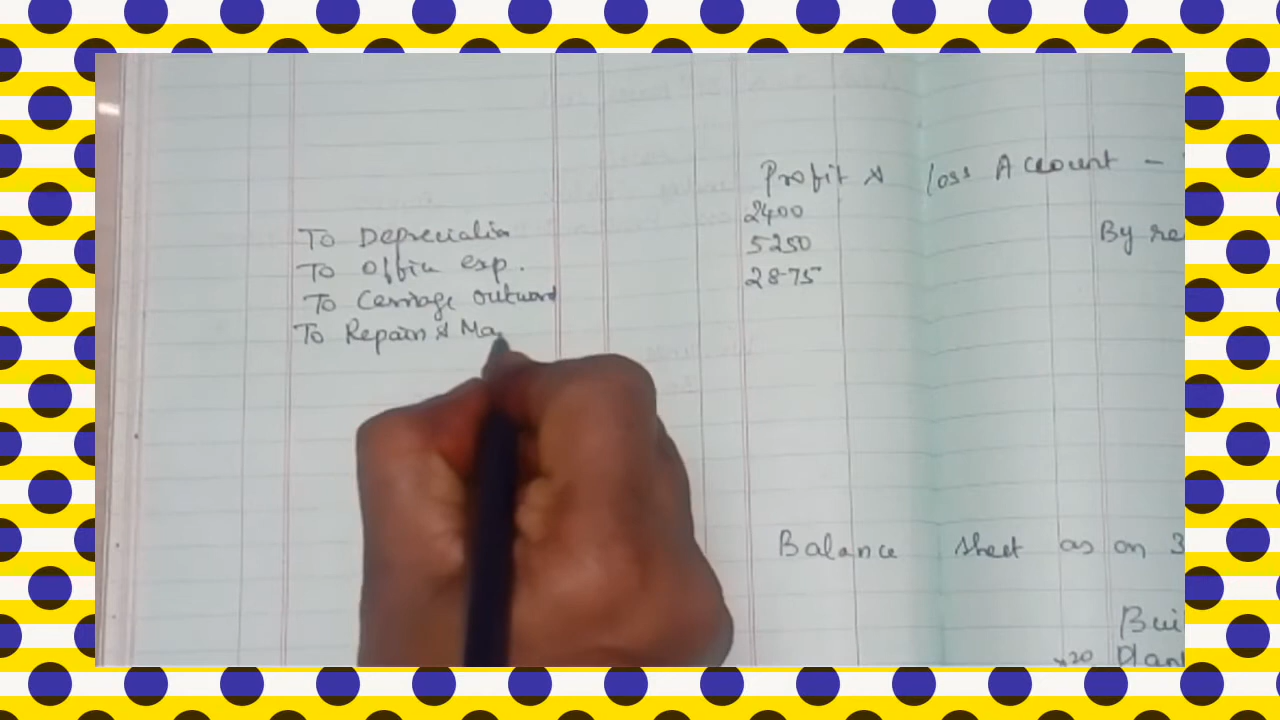 Profit & loss Account -
2400
To Depreciation
By re
5250
To Office exp.
2875
To Carriage outward
To Repairs & Ma
Balance sheet as on 3
Bui
Plant